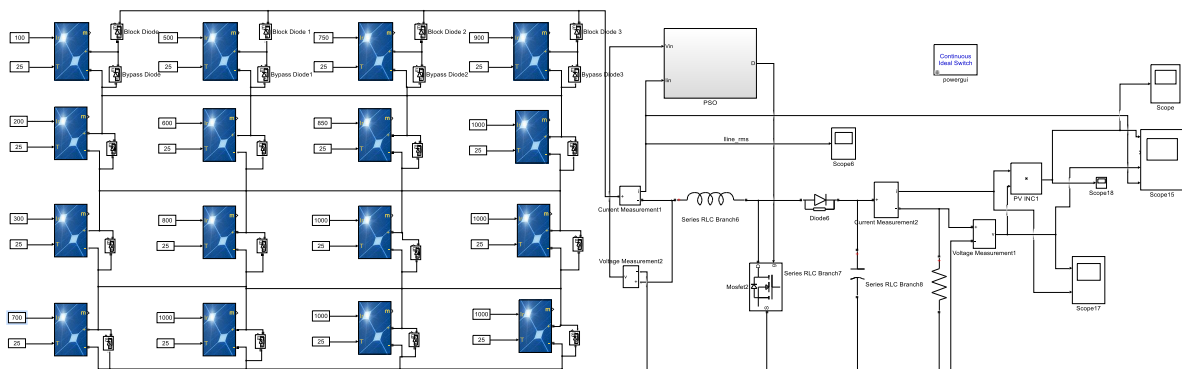 100
25
Block Diode
Bypass Diode
500
25
Block Diode 1
Bypass Diode1
750
25
Block Diode 2
Bypass Diode2
900
25
Block Diode 3
Bypass Diode3
200
25
600
25
850
25
1000
25
300
25
800
25
1000
25
1000
25
700
25
1000
25
1000
25
1000
25
Vin
Iin
D
PSO
Continuous
Ideal Switch
powergui
Scope
Iline_rms
Scope6
Scope15
Scope18
PV INC1
Current Measurement1
Series RLC Branch6
Diode6
Current Measurement2
Voltage Measurement1
Voltage Measurement2
Mosfet2
Series RLC Branch7
Series RLC Branch8
Scope17